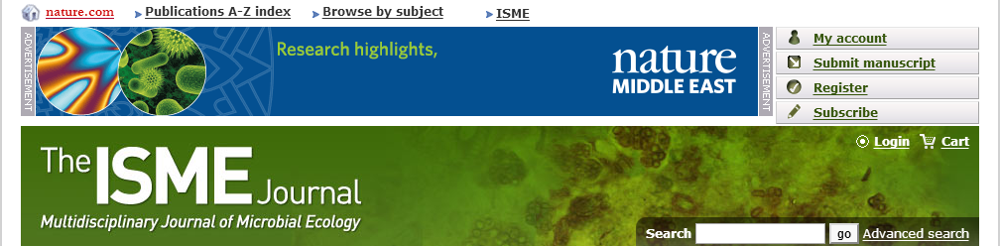 nature.com Publications A-Z index Browse by subject ISME
ADVERTISEMENT
Research highlights,
nature
MIDDLE EAST
ADVERTISEMENT
My account
Submit manuscript
Register
Subscribe
Login Cart
The ISME Journal
Multidisciplinary Journal of Microbial Ecology
Search go Advanced search